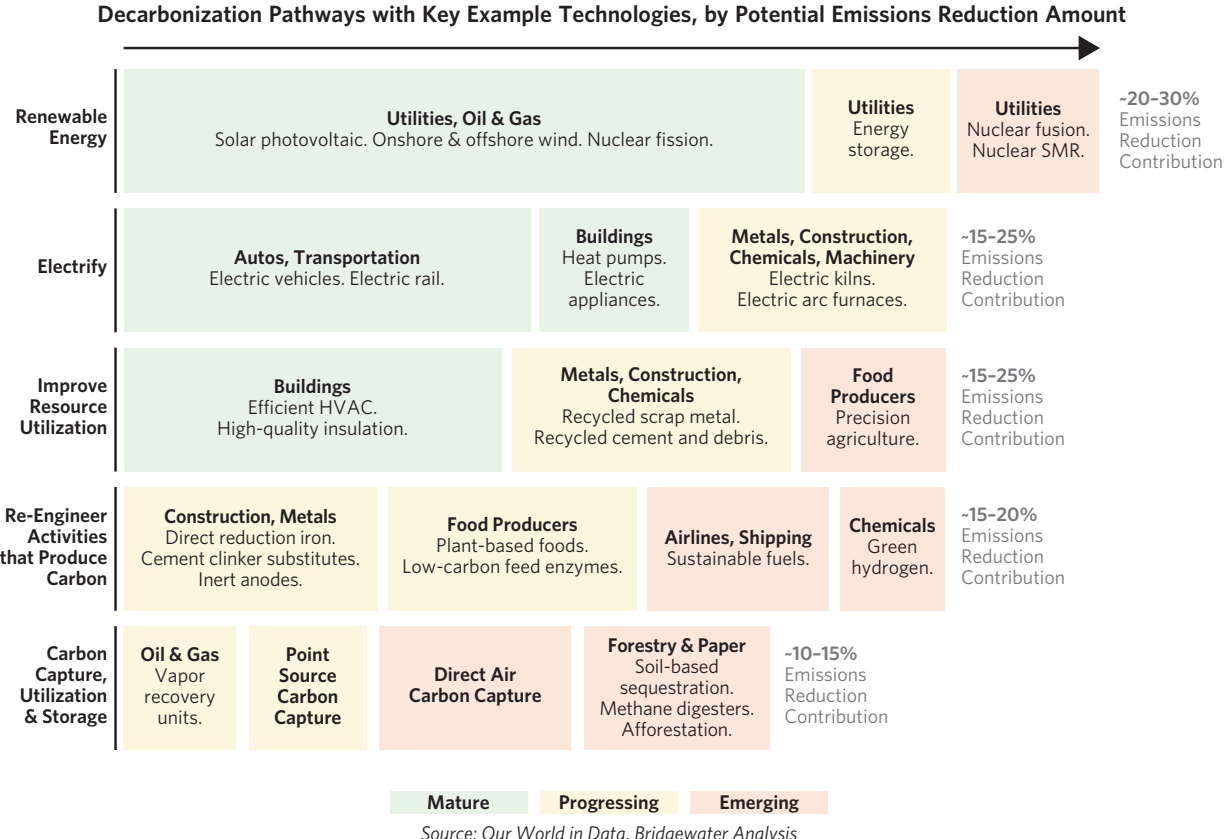 Decarbonization Pathways with Key Example Technologies, by Potential Emissions Reduction Amount
Renewable
Energy
Utilities, Oil & Gas
Solar photovoltaic. Onshore & offshore wind. Nuclear fission.
Utilities
Energy
storage.
Utilities
Nuclear fusion.
Nuclear SMR.
~20–30%
Emissions
Reduction
Contribution
Electrify
Autos, Transportation
Electric vehicles. Electric rail.
Buildings
Heat pumps.
Electric
appliances.
Metals, Construction,
Chemicals, Machinery
Electric kilns.
Electric arc furnaces.
~15–25%
Emissions
Reduction
Contribution
Improve
Resource
Utilization
Buildings
Efficient HVAC.
High-quality insulation.
Metals, Construction,
Chemicals
Recycled scrap metal.
Recycled cement and debris.
Food
Producers
Precision
agriculture.
~15–25%
Emissions
Reduction
Contribution
Re-Engineer
Activities
that Produce
Carbon
Construction, Metals
Direct reduction iron.
Cement clinker substitutes.
Inert anodes.
Food Producers
Plant-based foods.
Low-carbon feed enzymes.
Airlines, Shipping
Sustainable fuels.
Chemicals
Green
hydrogen.
~15–20%
Emissions
Reduction
Contribution
Carbon
Capture,
Utilization
& Storage
Oil & Gas
Vapor
recovery
units.
Point
Source
Carbon
Capture
Direct Air
Carbon Capture
Forestry & Paper
Soil-based
sequestration.
Methane digesters.
Afforestation.
~10–15%
Emissions
Reduction
Contribution
Mature
Progressing
Emerging
Source: Our World in Data, Bridgewater Analysis